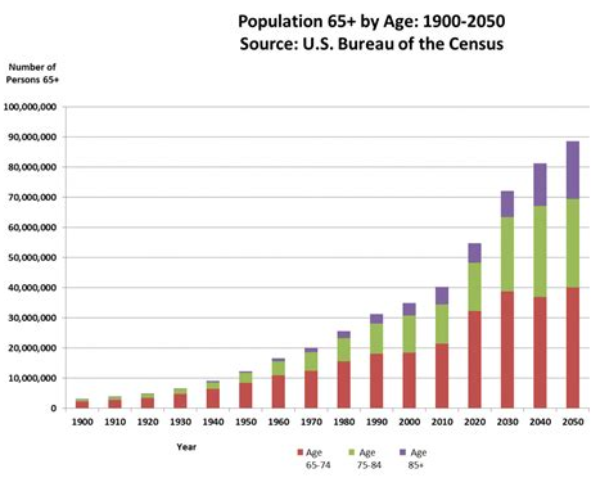 Population 65+ by Age: 1900-2050
Source: U.S. Bureau of the Census
Number of
Persons 65+
100,000,000
90,000,000
80,000,000
70,000,000
60,000,000
50,000,000
40,000,000
30,000,000
20,000,000
10,000,000
0
1900 1910 1920 1930 1940 1950 1960 1970 1980 1990 2000 2010 2020 2030 2040 2050
Year
Age Age Age
65-74 75-84 85+